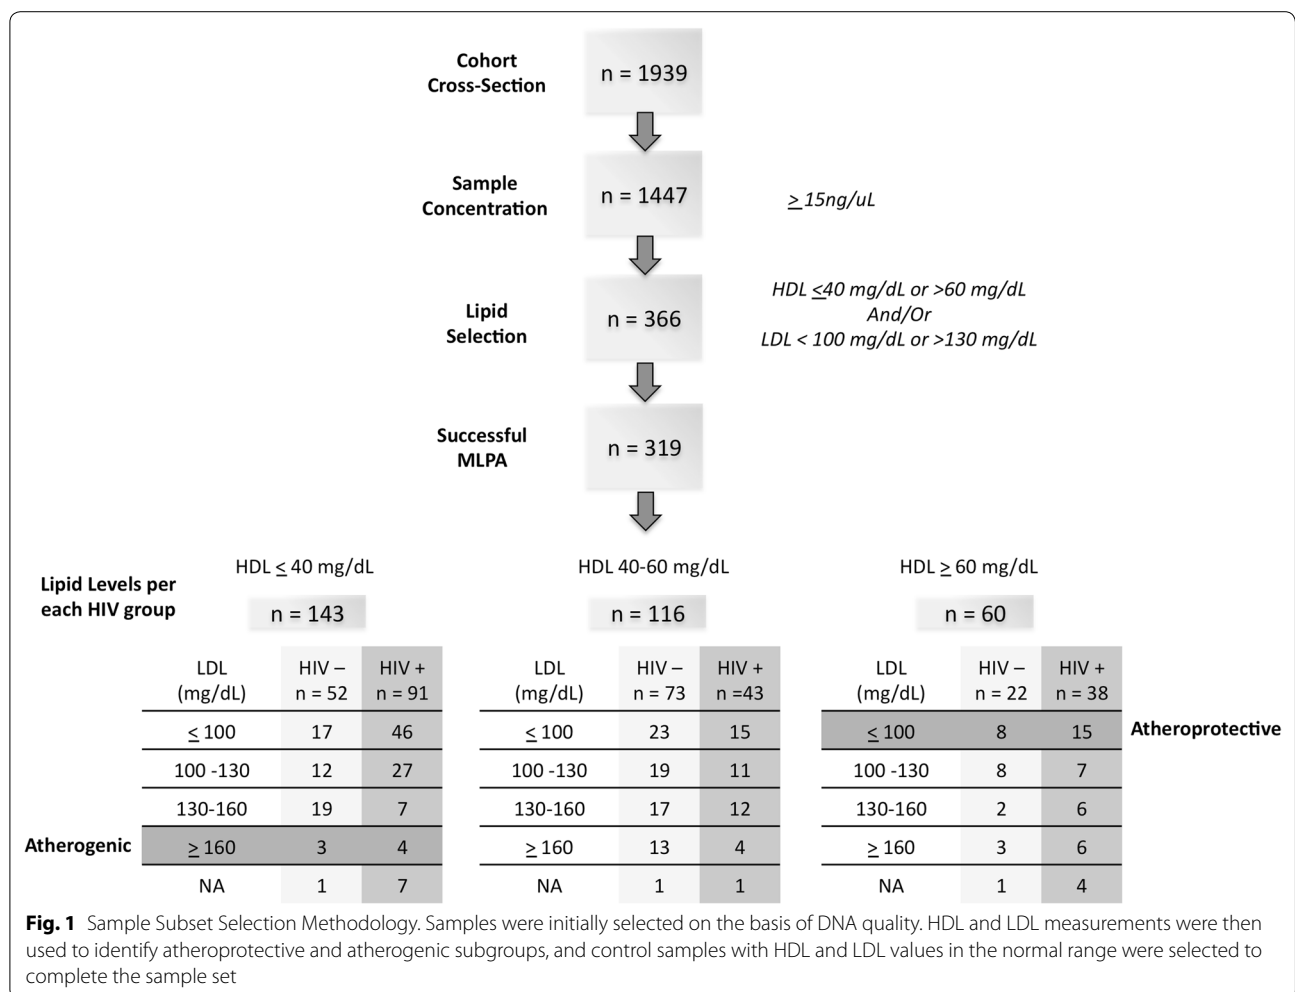 Cohort
Cross-Section
n = 1939
Sample
Concentration
n = 1447
≥ 15ng/uL
Lipid
Selection
n = 366
HDL ≤40 mg/dL or >60 mg/dL
And/Or
LDL < 100 mg/dL or >130 mg/dL
Successful
MLPA
n = 319
Lipid Levels per
each HIV group
HDL ≤ 40 mg/dL
n = 143
LDL (mg/dL) HIV – n = 52 HIV + n = 91
≤ 100 17 46
100 -130 12 27
130-160 19 7
Atherogenic ≥ 160 3 4
NA 1 7
HDL 40-60 mg/dL
n = 116
LDL (mg/dL) HIV – n = 73 HIV + n =43
≤ 100 23 15
100 -130 19 11
130-160 17 12
≥ 160 13 4
NA 1 1
HDL ≥ 60 mg/dL
n = 60
LDL (mg/dL) HIV – n = 22 HIV + n = 38
≤ 100 8 15 Atheroprotective
100 -130 8 7
130-160 2 6
≥ 160 3 6
NA 1 4
Fig. 1 Sample Subset Selection Methodology. Samples were initially selected on the basis of DNA quality. HDL and LDL measurements were then
used to identify atheroprotective and atherogenic subgroups, and control samples with HDL and LDL values in the normal range were selected to
complete the sample set